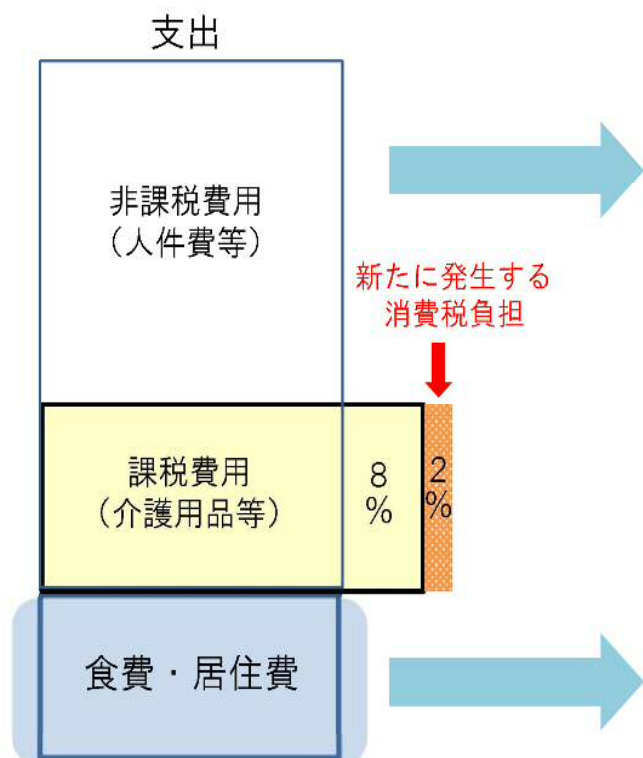 支出
非課税費用
（人件費等）
新たに発生する
消費税負担
課税費用
（介護用品等）
8
%
2
%
食費・居住費